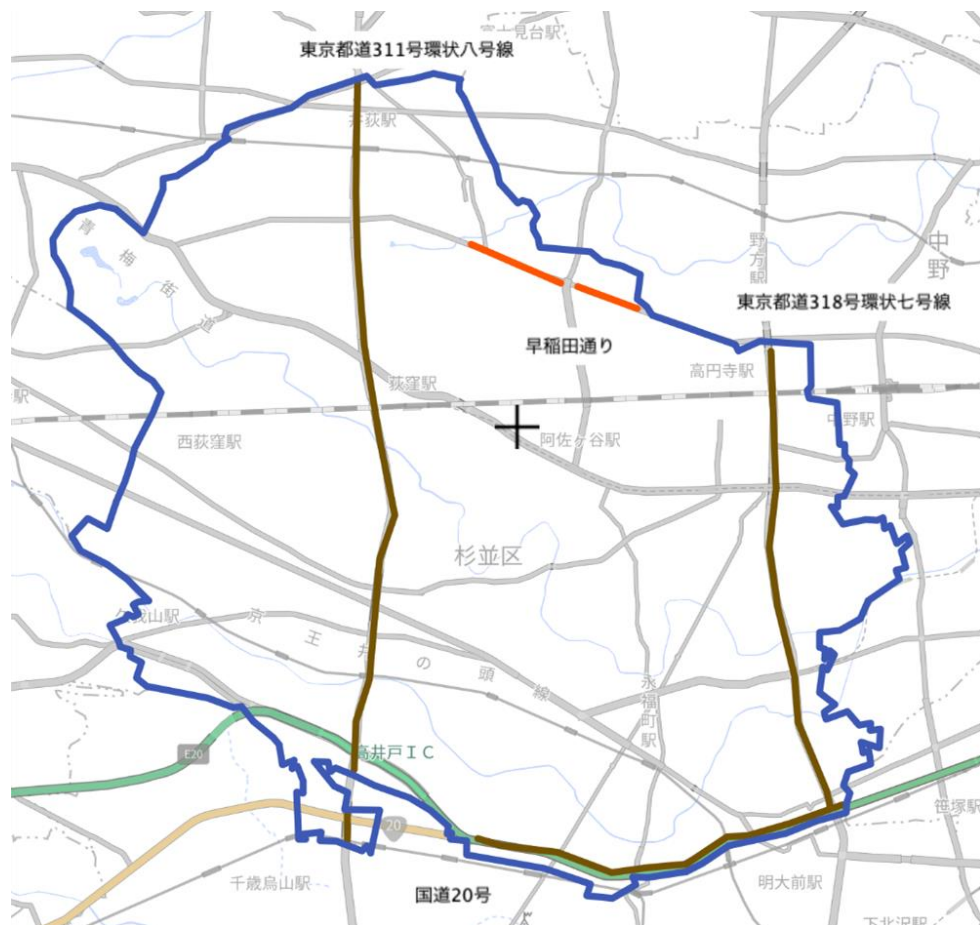 富士見台駅
東京都道311号環状八号線
井荻駅
青梅街道
野方駅
中野
東京都道318号環状七号線
早稲田通り
高円寺駅
荻窪駅
西荻窪駅
阿佐ヶ谷駅
中野駅
杉並区
久我山駅
京王井の頭線
永福町駅
E20
高井戸IC
20
笹塚駅
千歳烏山駅
国道20号
明大前駅
下北沢駅